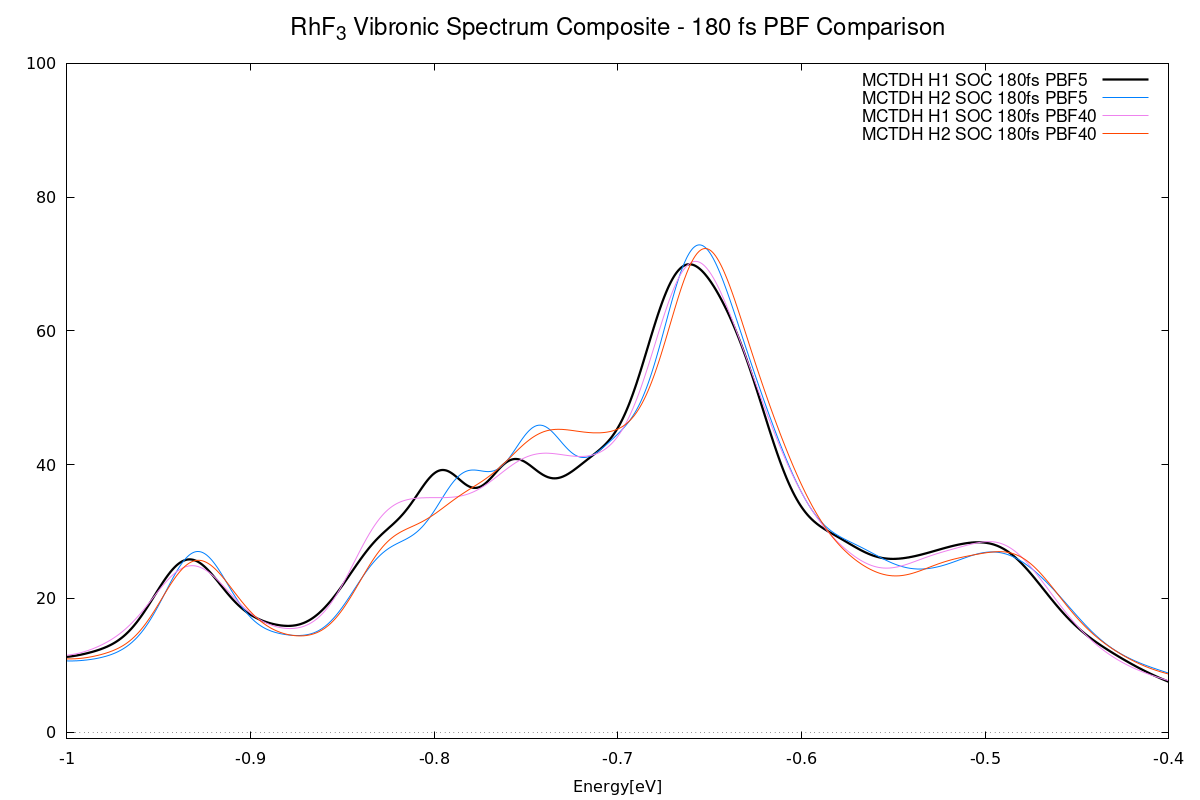 RhF3 Vibronic Spectrum Composite - 180 fs PBF Comparison
100
80
60
40
20
0
MCTDH H1 SOC 180fs PBF5
MCTDH H2 SOC 180fs PBF5
MCTDH H1 SOC 180fs PBF40
MCTDH H2 SOC 180fs PBF40
-1 -0.9 -0.8 -0.7 -0.6 -0.5 -0.4
Energy[eV]